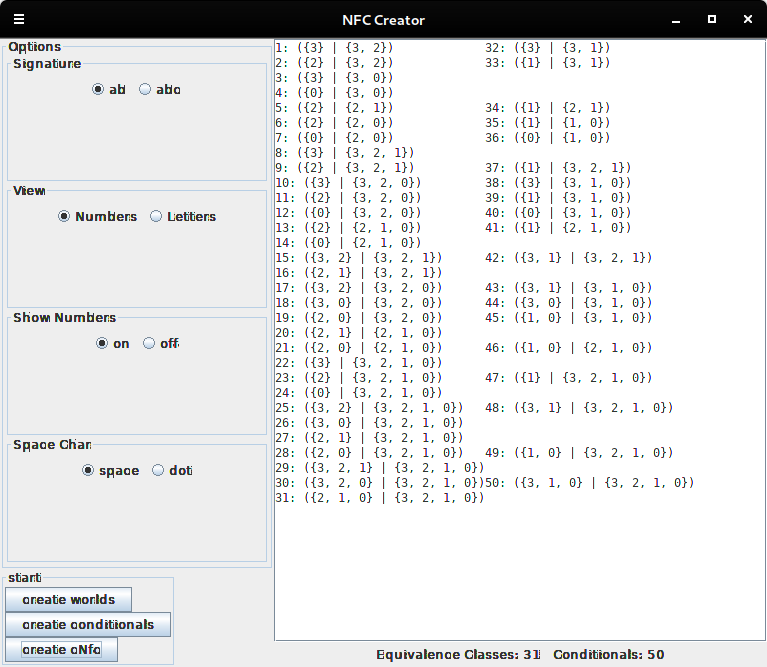 NFC Creator
Options
Signature
ab abc
View
Numbers Letters
Show Numbers
on off
Space Char
space dot
start
create worlds
create conditionals
create cNfc
1: ({3} | {3, 2}) 32: ({3} | {3, 1})
2: ({2} | {3, 2}) 33: ({1} | {3, 1})
3: ({3} | {3, 0})
4: ({0} | {3, 0})
5: ({2} | {2, 1}) 34: ({1} | {2, 1})
6: ({2} | {2, 0}) 35: ({1} | {1, 0})
7: ({0} | {2, 0}) 36: ({0} | {1, 0})
8: ({3} | {3, 2, 1})
9: ({2} | {3, 2, 1}) 37: ({1} | {3, 2, 1})
10: ({3} | {3, 2, 0}) 38: ({3} | {3, 1, 0})
11: ({2} | {3, 2, 0}) 39: ({1} | {3, 1, 0})
12: ({0} | {3, 2, 0}) 40: ({0} | {3, 1, 0})
13: ({2} | {2, 1, 0}) 41: ({1} | {2, 1, 0})
14: ({0} | {2, 1, 0})
15: ({3, 2} | {3, 2, 1}) 42: ({3, 1} | {3, 2, 1})
16: ({2, 1} | {3, 2, 1})
17: ({3, 2} | {3, 2, 0}) 43: ({3, 1} | {3, 1, 0})
18: ({3, 0} | {3, 2, 0}) 44: ({3, 0} | {3, 1, 0})
19: ({2, 0} | {3, 2, 0}) 45: ({1, 0} | {3, 1, 0})
20: ({2, 1} | {2, 1, 0})
21: ({2, 0} | {2, 1, 0}) 46: ({1, 0} | {2, 1, 0})
22: ({3} | {3, 2, 1, 0})
23: ({2} | {3, 2, 1, 0}) 47: ({1} | {3, 2, 1, 0})
24: ({0} | {3, 2, 1, 0})
25: ({3, 2} | {3, 2, 1, 0}) 48: ({3, 1} | {3, 2, 1, 0})
26: ({3, 0} | {3, 2, 1, 0})
27: ({2, 1} | {3, 2, 1, 0})
28: ({2, 0} | {3, 2, 1, 0}) 49: ({1, 0} | {3, 2, 1, 0})
29: ({3, 2, 1} | {3, 2, 1, 0})
30: ({3, 2, 0} | {3, 2, 1, 0}) 50: ({3, 1, 0} | {3, 2, 1, 0})
31: ({2, 1, 0} | {3, 2, 1, 0})
Equivalence Classes: 31 Conditionals: 50